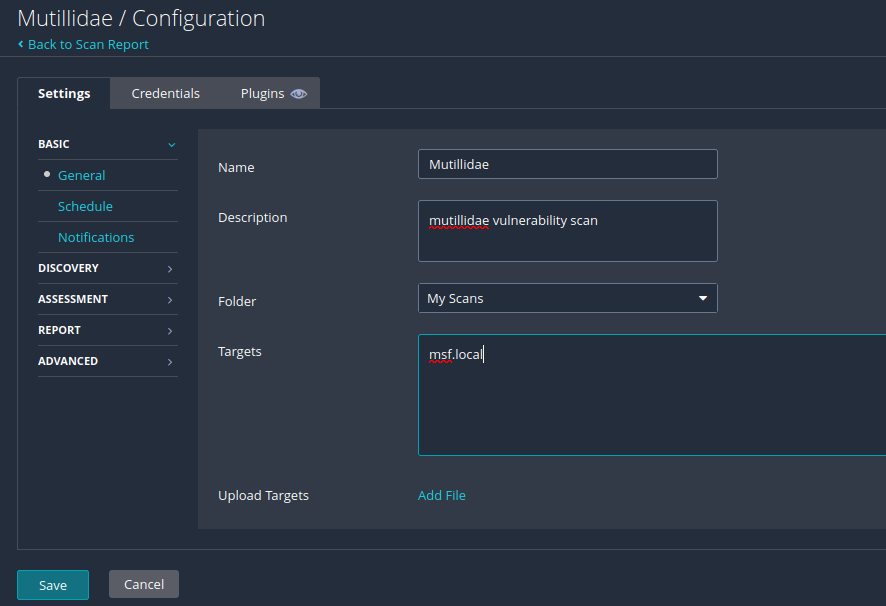 Mutillidae / Configuration
Back to Scan Report
Settings Credentials Plugins
BASIC
General
Schedule
Notifications
DISCOVERY
ASSESSMENT
REPORT
ADVANCED
Name Mutillidae
Description mutillidae vulnerability scan
Folder My Scans
Targets msf.local
Upload Targets Add File
Save Cancel